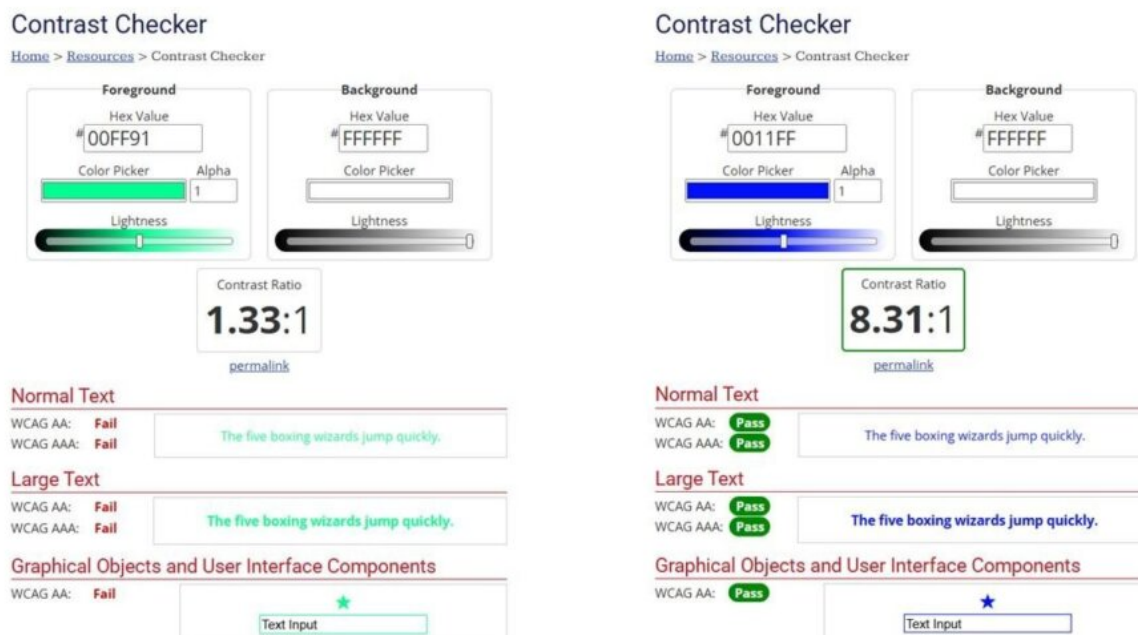 Contrast Checker
Home > Resources > Contrast Checker
Foreground
Hex Value
#00FF91
Color Picker Alpha
1
Lightness
Background
Hex Value
#FFFFFF
Color Picker
Lightness
Contrast Ratio
1.33:1
permalink
Normal Text
WCAG AA: Fail
WCAG AAA: Fail
The five boxing wizards jump quickly.
Large Text
WCAG AA: Fail
WCAG AAA: Fail
The five boxing wizards jump quickly.
Graphical Objects and User Interface Components
WCAG AA: Fail
Text Input
Contrast Checker
Home > Resources > Contrast Checker
Foreground
Hex Value
#0011FF
Color Picker Alpha
1
Lightness
Background
Hex Value
#FFFFFF
Color Picker
Lightness
Contrast Ratio
8.31:1
permalink
Normal Text
WCAG AA: Pass
WCAG AAA: Pass
The five boxing wizards jump quickly.
Large Text
WCAG AA: Pass
WCAG AAA: Pass
The five boxing wizards jump quickly.
Graphical Objects and User Interface Components
WCAG AA: Pass
Text Input